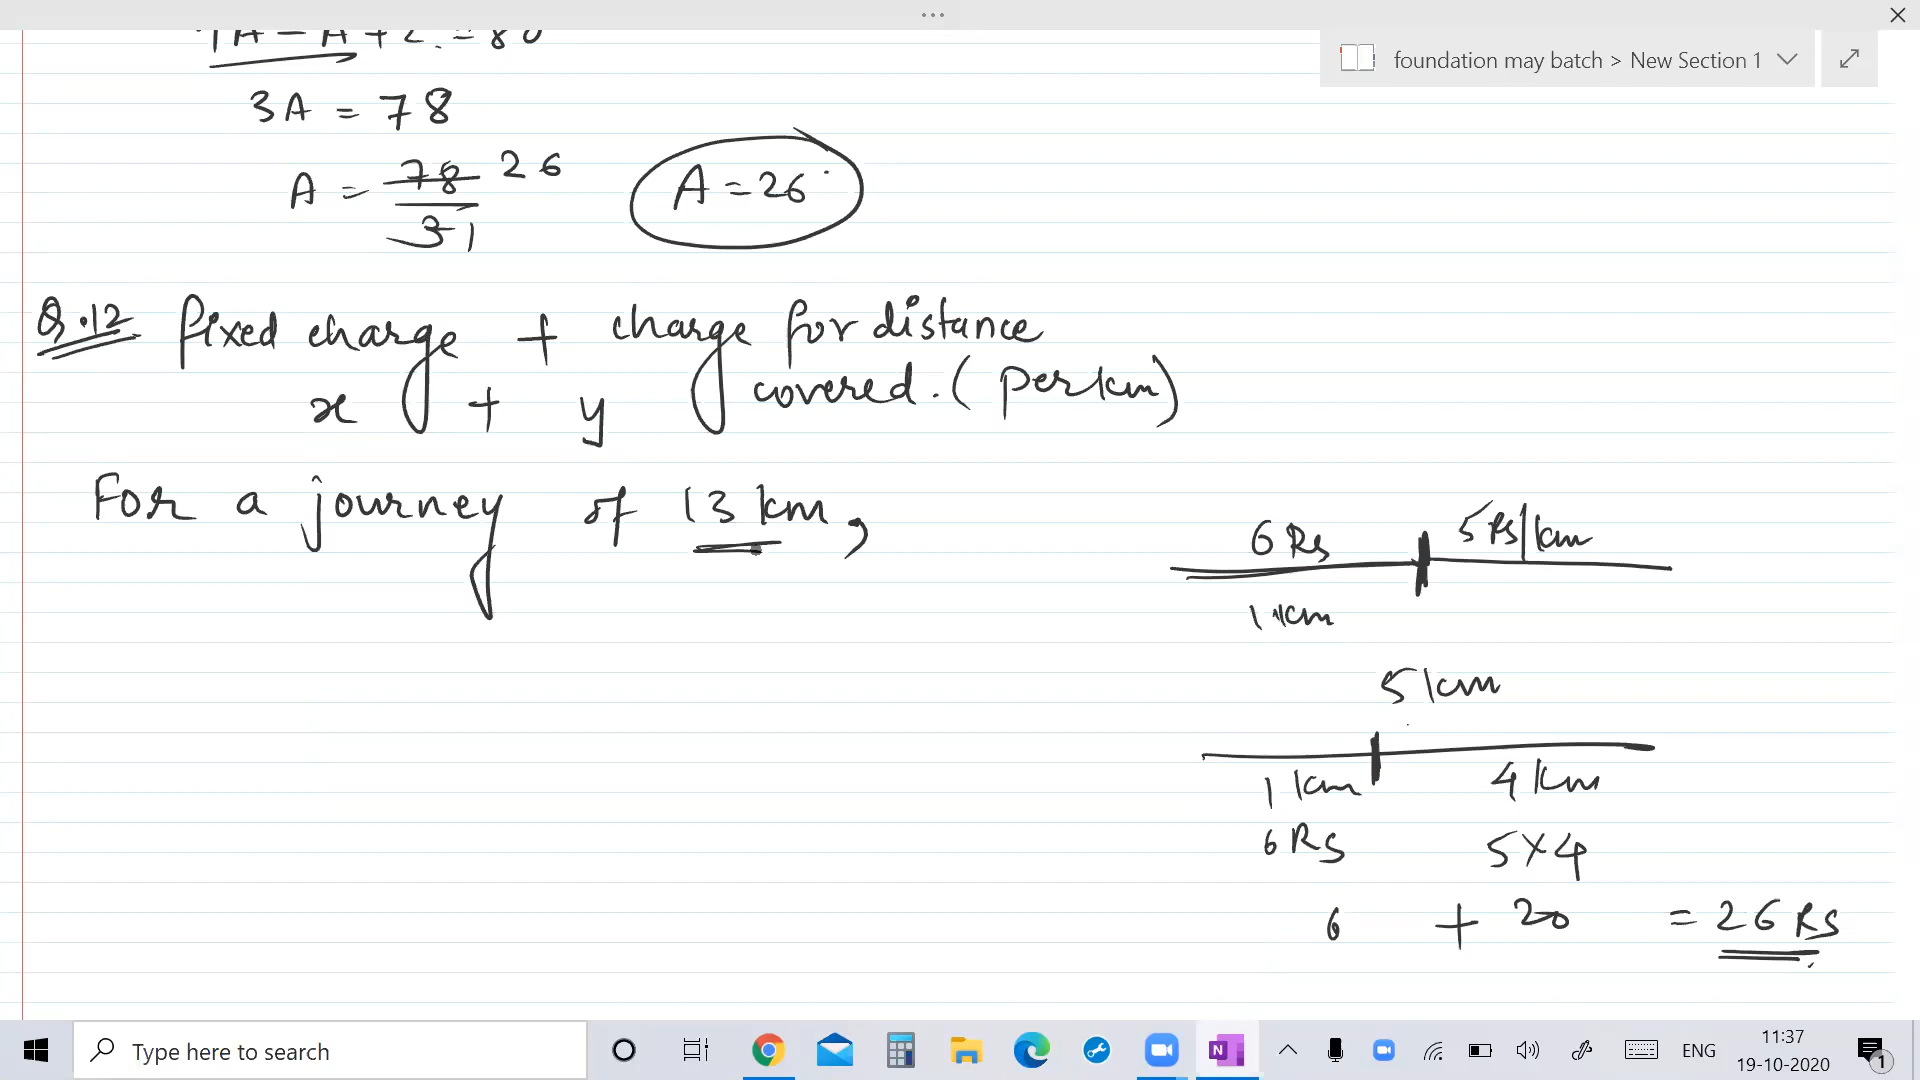 foundation may batch > New Section 1
3A = 78
A = 78/3 26 1
A = 26
Q.12 fixed charge + charge for distance
covered. (per km)
x + y
For a journey of 13 km,
6 Rs 5 Rs/km
1 km
5 km
1 km 4 km
6 Rs 5 × 4
6 + 20 = 26 Rs
Type here to search
ENG
11:37
19-10-2020
1